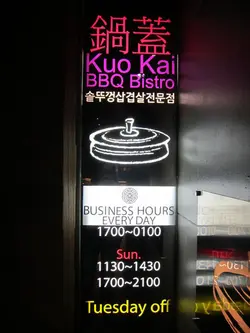 鍋蓋
Kuo Kai
BBQ Bistro
솥뚜껑삼겹살전문점
BUSINESS HOURS
EVERY DAY
1700~0100
Sun.
1130~1430
1700~2100
Tuesday off